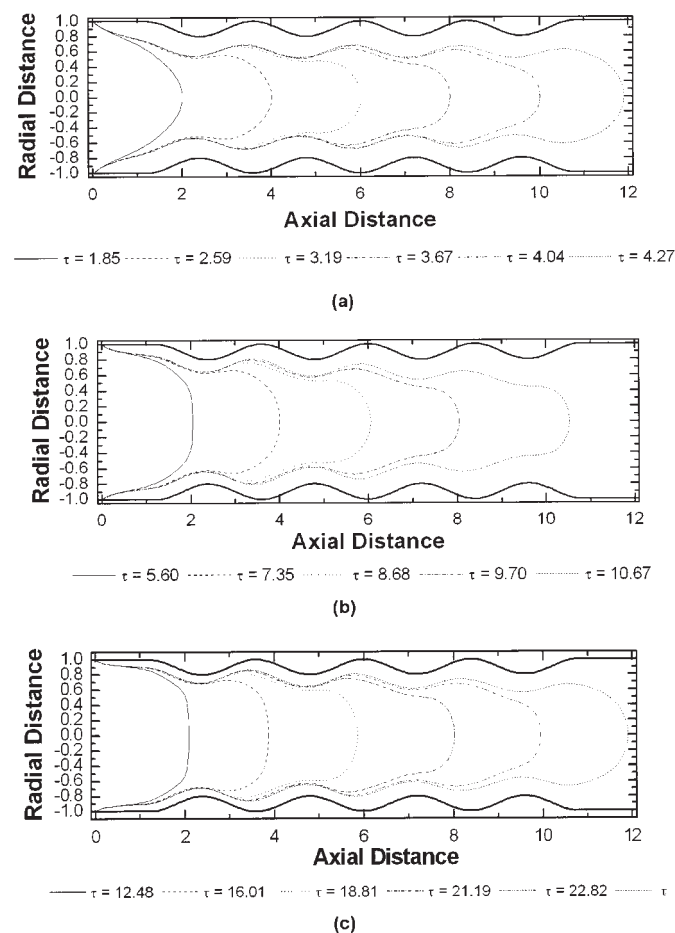 1.0
0.8
0.6
0.4
0.2
0.0
-0.2
-0.4
-0.6
-0.8
-1.0
Radial Distance
0 2 4 6 8 10 12
Axial Distance
τ = 1.85 τ = 2.59 τ = 3.19 τ = 3.67 τ = 4.04 τ = 4.27
(a)
1.0
0.8
0.6
0.4
0.2
0.0
-0.2
-0.4
-0.6
-0.8
-1.0
Radial Distance
0 2 4 6 8 10 12
Axial Distance
τ = 5.60 τ = 7.35 τ = 8.68 τ = 9.70 τ = 10.67
(b)
1.0
0.8
0.6
0.4
0.2
0.0
-0.2
-0.4
-0.6
-0.8
-1.0
Radial Distance
0 2 4 6 8 10 12
Axial Distance
τ = 12.48 τ = 16.01 τ = 18.81 τ = 21.19 τ = 22.82 τ
(c)